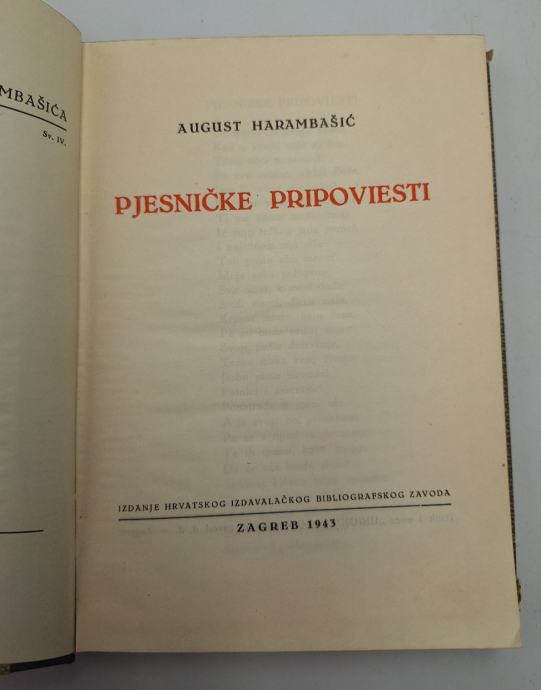 MBAŠIĆA
Sv. IV.
AUGUST HARAMBAŠIĆ
PJESNIČKE PRIPOVIESTI
IZDANJE HRVATSKOG IZDAVALAČKOG BIBLIOGRAFSKOG ZAVODA
ZAGREB 1943